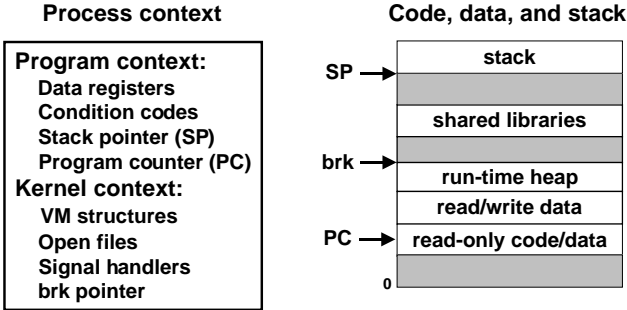 Process context
Program context:
Data registers
Condition codes
Stack pointer (SP)
Program counter (PC)
Kernel context:
VM structures
Open files
Signal handlers
brk pointer
Code, data, and stack
stack
SP
shared libraries
brk
run-time heap
read/write data
PC
read-only code/data
0